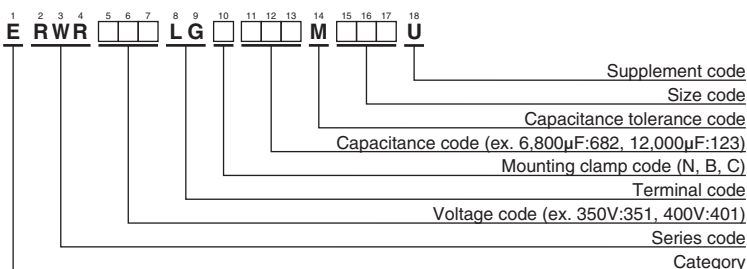 1 2 3 4 5 6 7 8 9 10 11 12 13 14 15 16 17 18
E RWR □□□ LG □ □□□ M □□□ U
Supplement code
Size code
Capacitance tolerance code
Capacitance code (ex. 6,800µF:682, 12,000µF:123)
Mounting clamp code (N, B, C)
Terminal code
Voltage code (ex. 350V:351, 400V:401)
Series code
Category